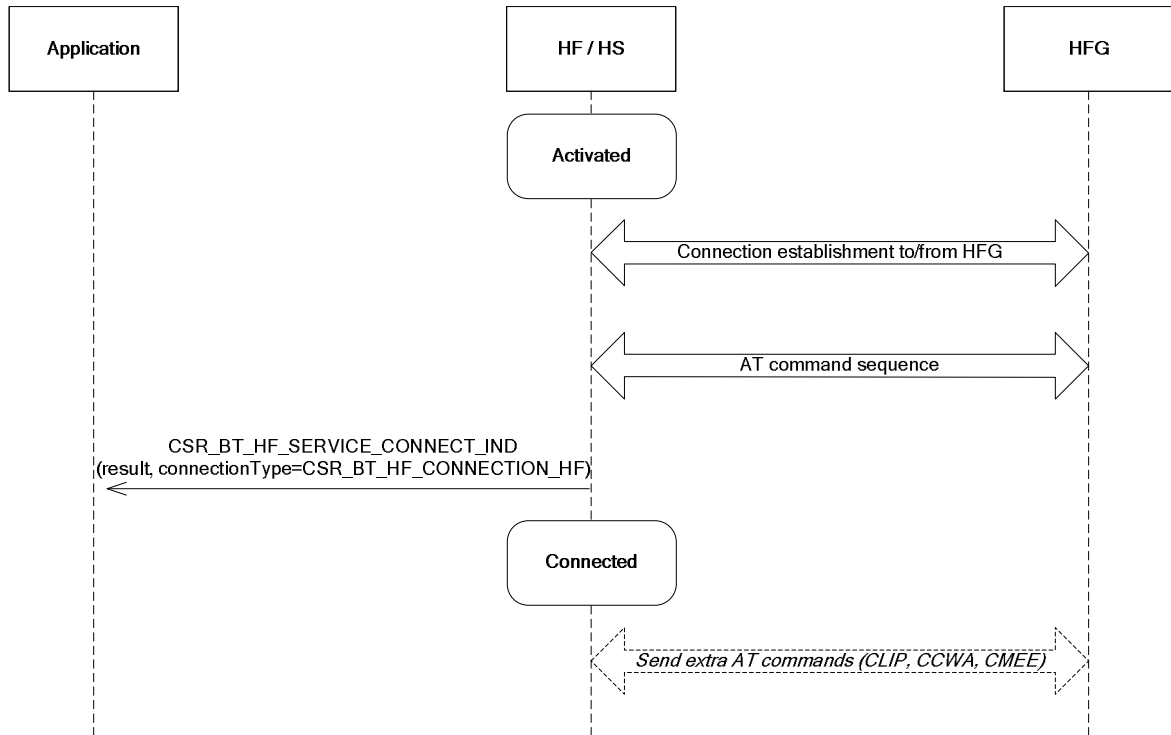 Application
HF / HS
HFG
Activated
Connection establishment to/from HFG
AT command sequence
CSR_BT_HF_SERVICE_CONNECT_IND
(result, connectionType=CSR_BT_HF_CONNECTION_HF)
Connected
Send extra AT commands (CLIP, CCWA, CMEE)